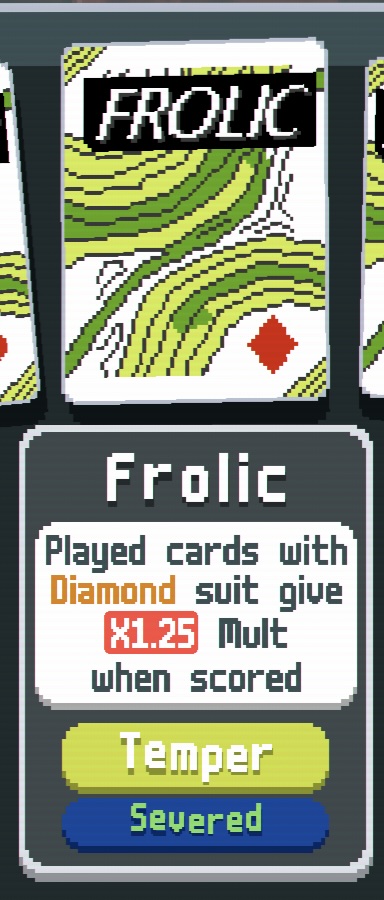 FROLIC
Frolic
Played cards with
Diamond suit give
X1.25 Mult
when scored
Temper
Severed